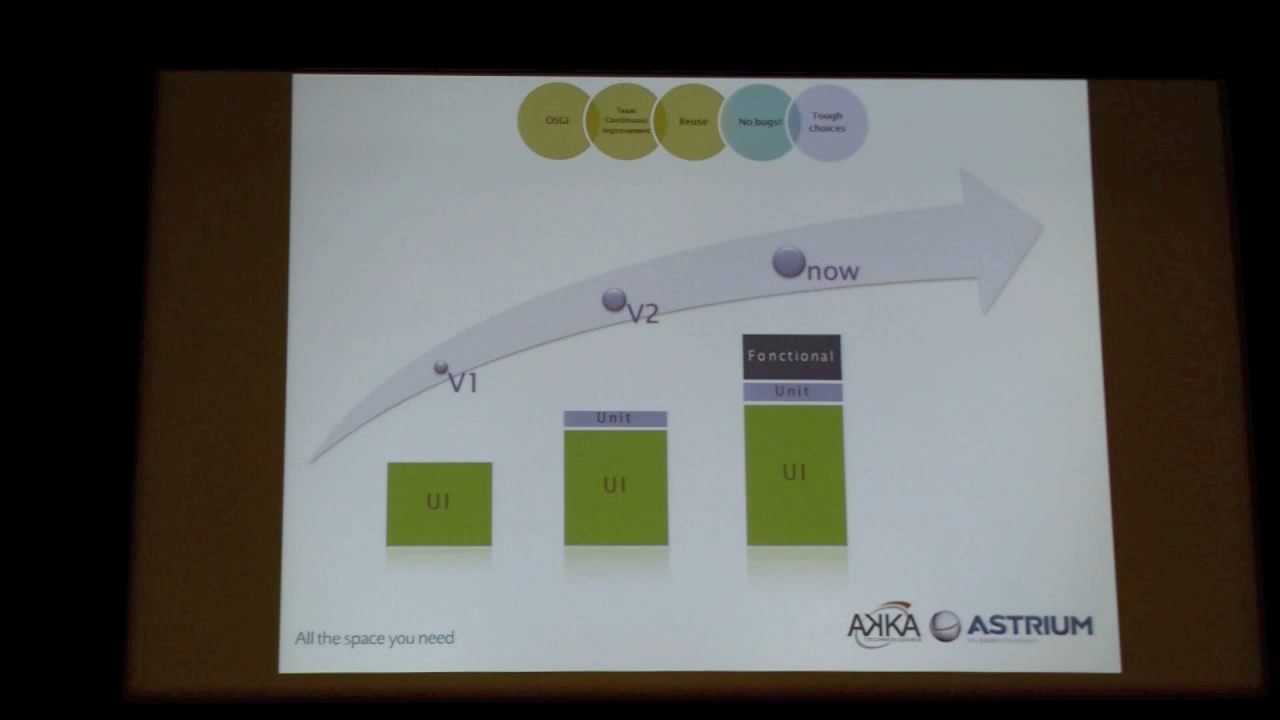 OSGi
Team
Continuous
Improvement
Reuse
No bugs!
Tough
choices
now
V2
V1
Fonctional
Unit
UI
Unit
UI
UI
All the space you need
AKKA
TECHNOLOGIES
ASTRIUM